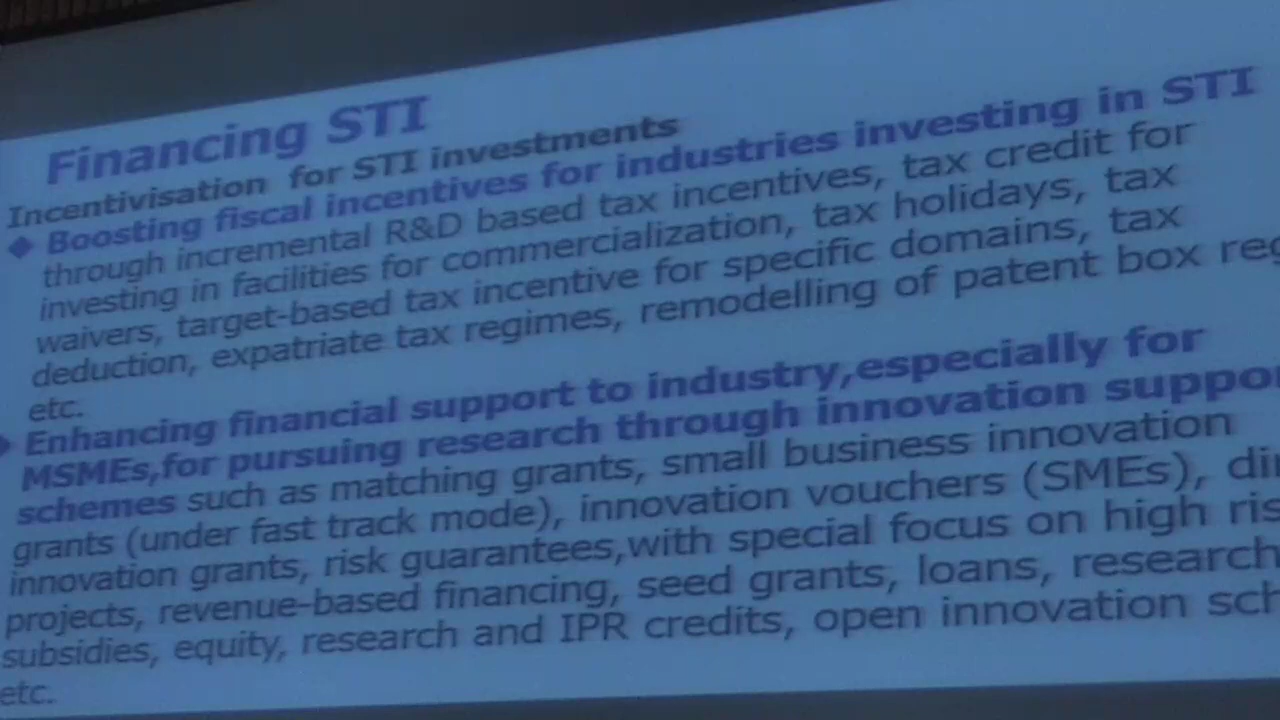 Financing STI
Incentivisation for STI investments
◆ Boosting fiscal incentives for industries investing in STI
through incremental R&D based tax incentives, tax credit for
investing in facilities for commercialization, tax holidays, tax
waivers, target-based tax incentive for specific domains, tax
deduction, expatriate tax regimes, remodelling of patent box
etc.
◆ Enhancing financial support to industry,especially for
MSMEs,for pursuing research through innovation
schemes such as matching grants, small business innovation
grants (under fast track mode), innovation vouchers (SMEs),
innovation grants, risk guarantees,with special focus on high
projects, revenue-based financing, seed grants, loans, research
subsidies, equity, research and IPR credits, open innovation
etc.